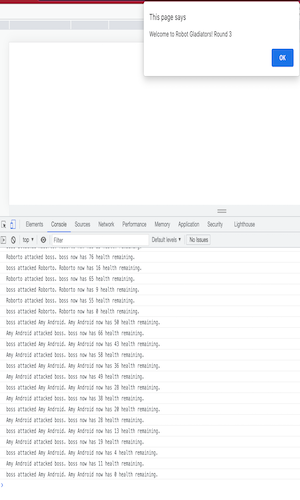 This page says
Welcome to Robot Gladiators! Round 3
OK
Elements Console Sources Network Performance Memory Application Security Lighthouse
top Filter Default levels No Issues
Roberto attacked boss. boss now has 76 health remaining.
boss attacked Roberto. Roberto now has 16 health remaining.
Roberto attacked boss. boss now has 65 health remaining.
boss attacked Roberto. Roberto now has 9 health remaining.
Roberto attacked boss. boss now has 55 health remaining.
boss attacked Roberto. Roberto now has 0 health remaining.
boss attacked Amy Android. Amy Android now has 50 health remaining.
Amy Android attacked boss. boss now has 66 health remaining.
boss attacked Amy Android. Amy Android now has 43 health remaining.
Amy Android attacked boss. boss now has 58 health remaining.
boss attacked Amy Android. Amy Android now has 36 health remaining.
Amy Android attacked boss. boss now has 49 health remaining.
boss attacked Amy Android. Amy Android now has 28 health remaining.
Amy Android attacked boss. boss now has 38 health remaining.
boss attacked Amy Android. Amy Android now has 20 health remaining.
Amy Android attacked boss. boss now has 28 health remaining.
boss attacked Amy Android. Amy Android now has 13 health remaining.
Amy Android attacked boss. boss now has 19 health remaining.
boss attacked Amy Android. Amy Android now has 4 health remaining.
Amy Android attacked boss. boss now has 11 health remaining.
boss attacked Amy Android. Amy Android now has 0 health remaining.